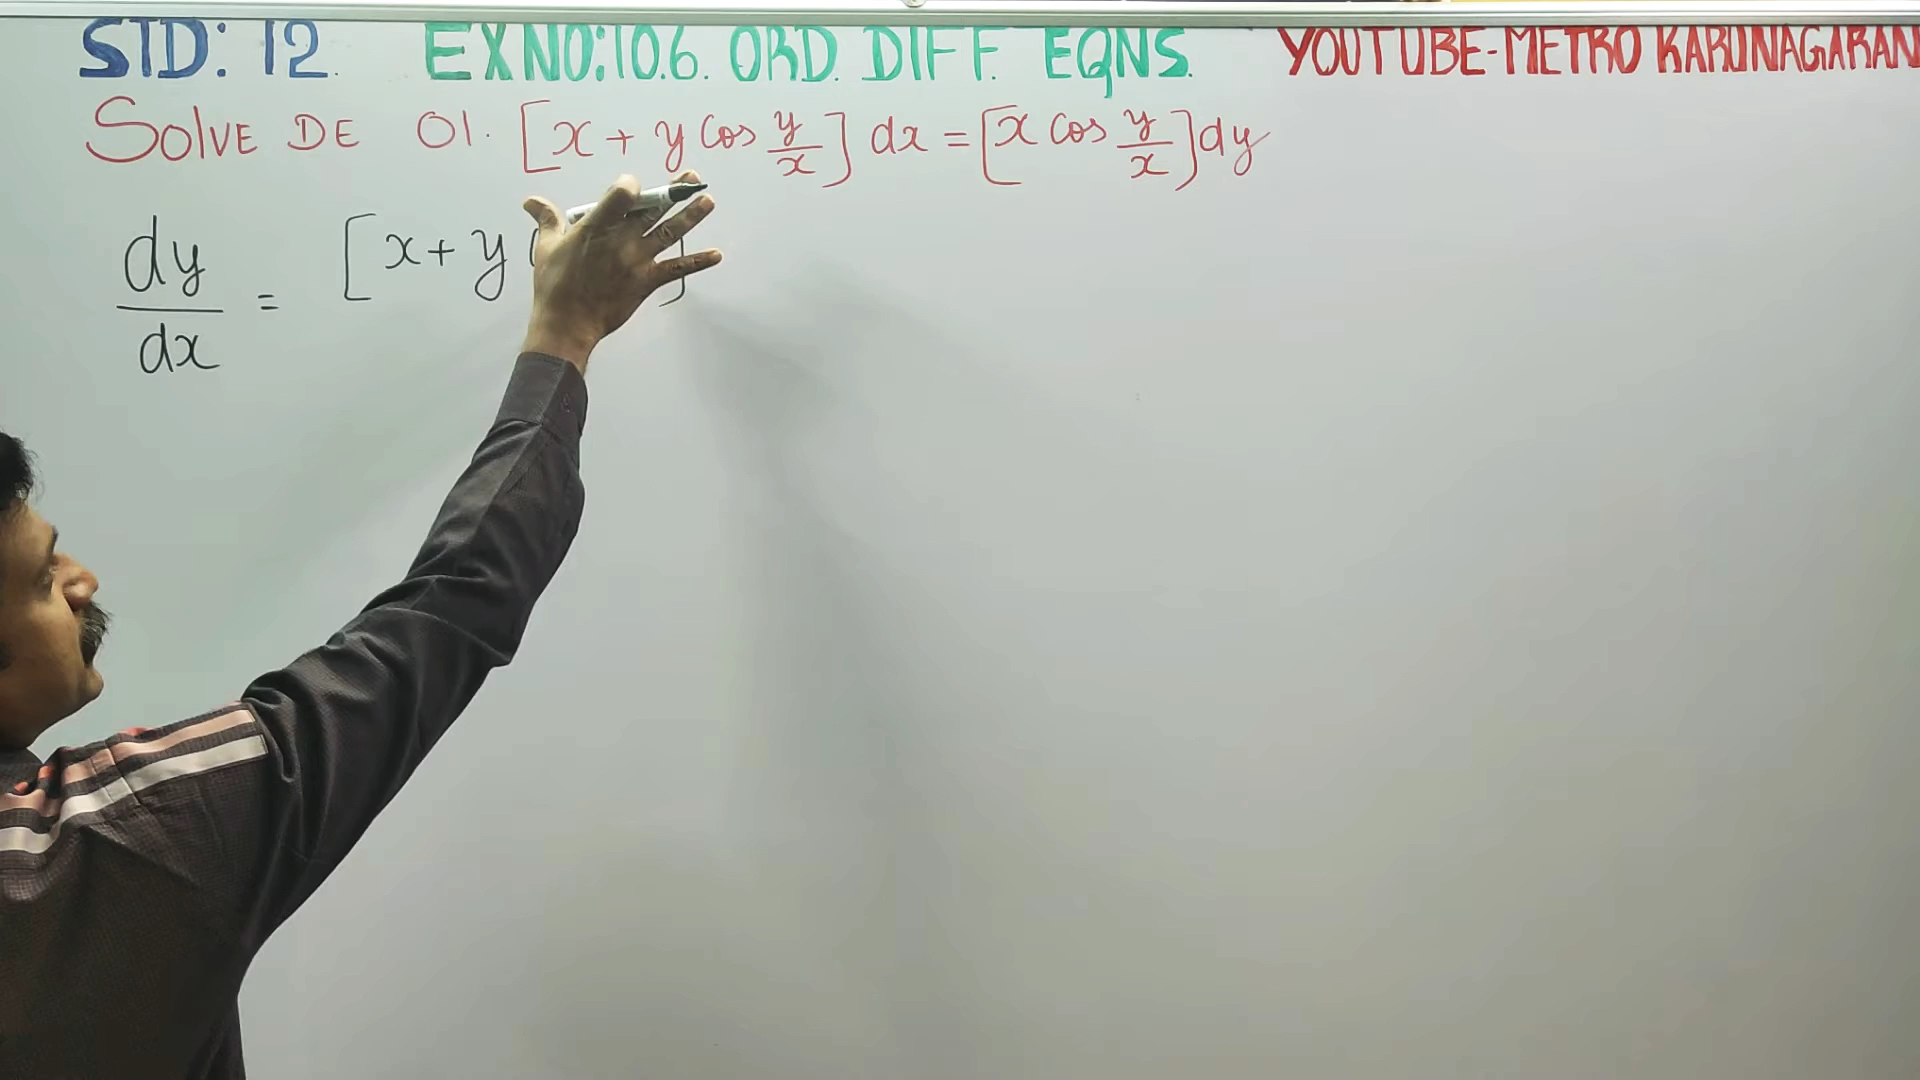 STD: 12. EX NO: 10.6. ORD. DIFF. EQNS. YOUTUBE-METRO KARUNAGARAN
SOLVE DE 01. [x + y cos y/x] dx = [x cos y/x] dy
dy/dx = [x + y ]